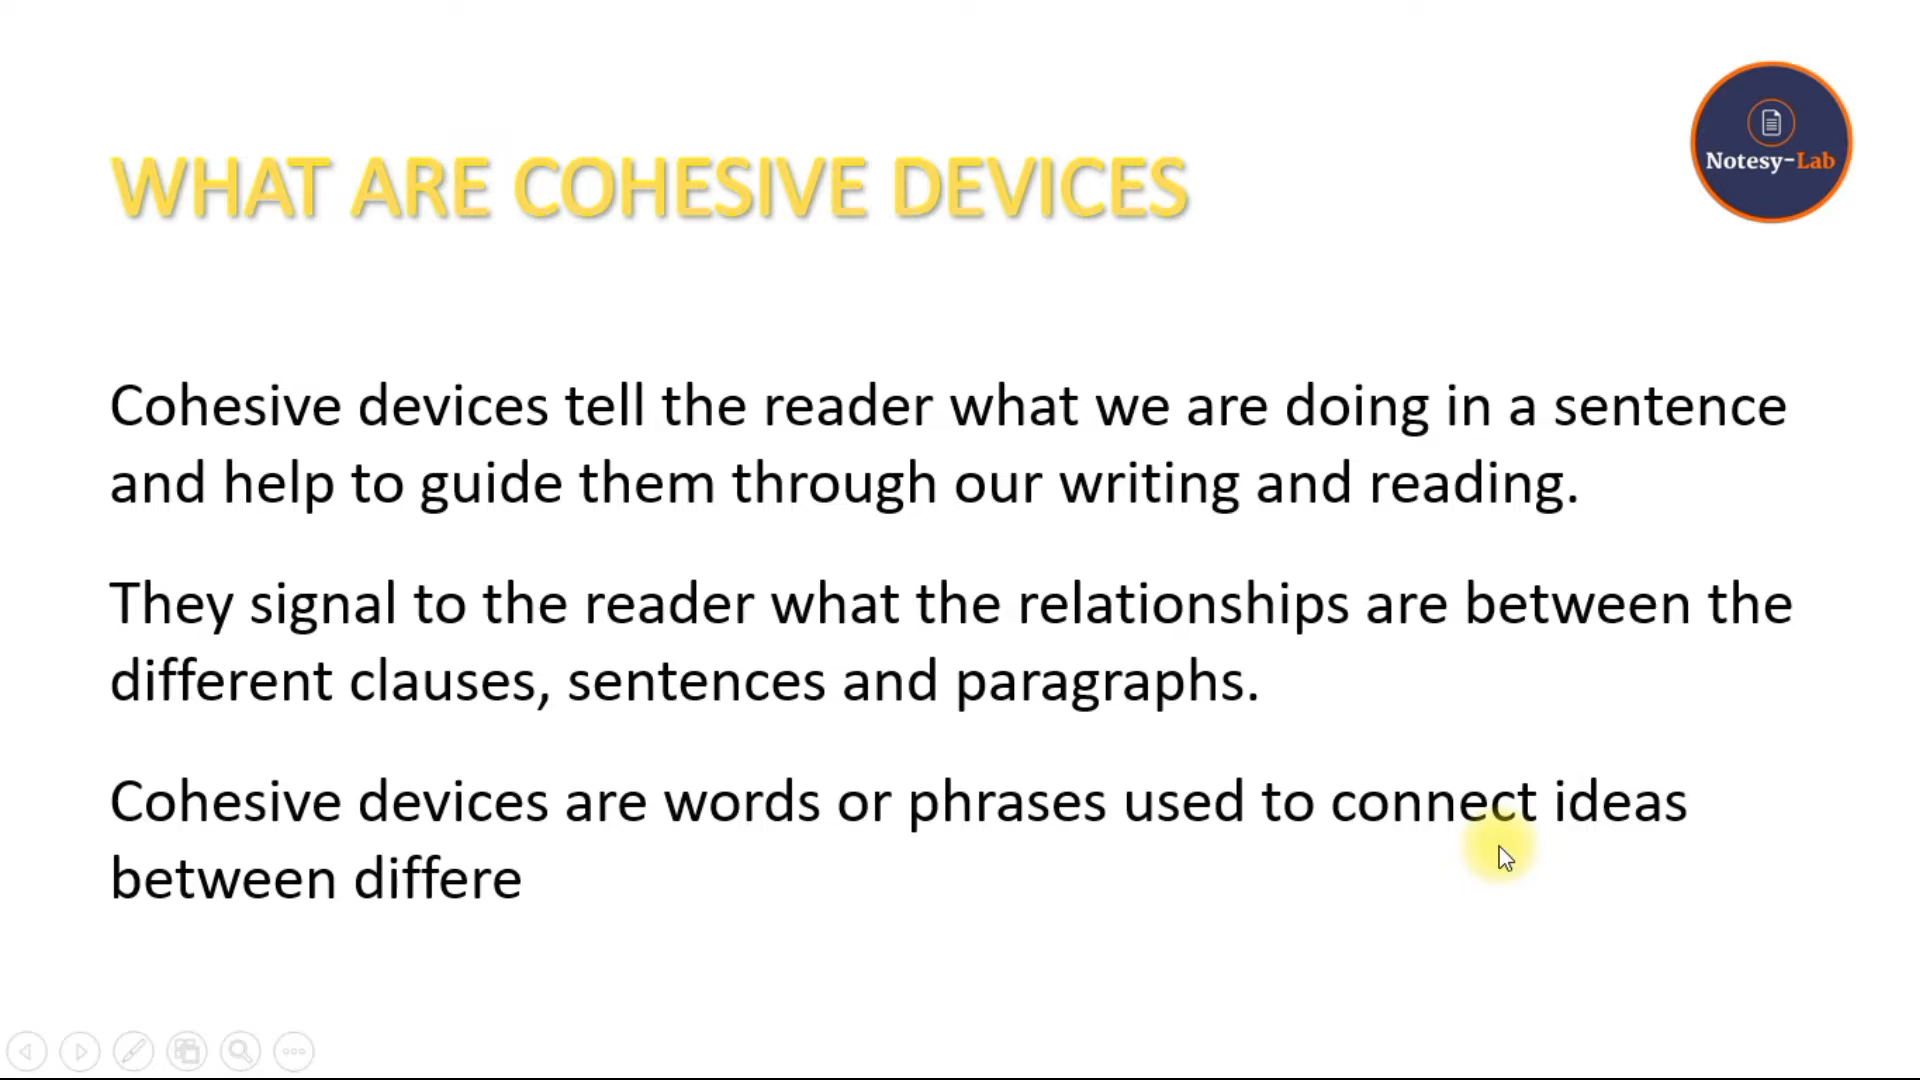 Notesy-Lab
WHAT ARE COHESIVE DEVICES
Cohesive devices tell the reader what we are doing in a sentence
and help to guide them through our writing and reading.
They signal to the reader what the relationships are between the
different clauses, sentences and paragraphs.
Cohesive devices are words or phrases used to connect ideas
between differe